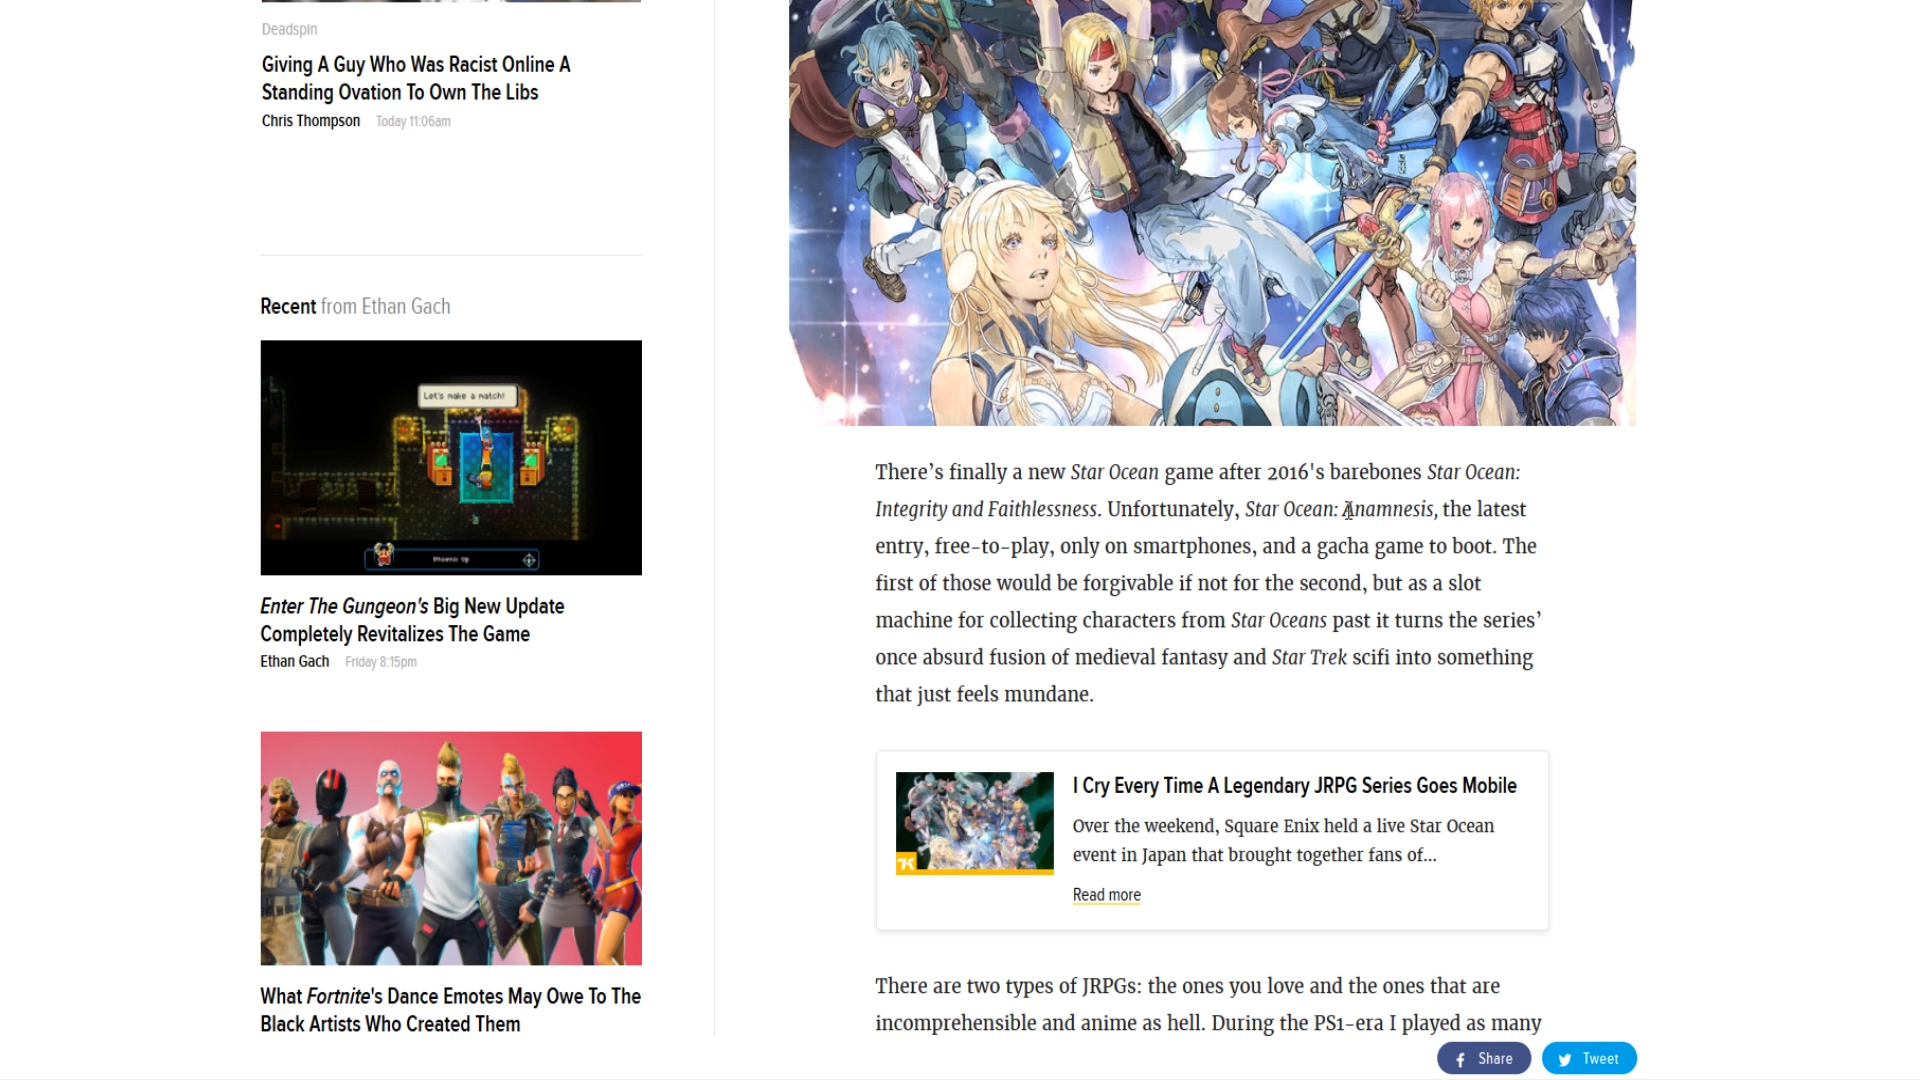 Deadspin
Giving A Guy Who Was Racist Online A
Standing Ovation To Own The Libs
Chris Thompson Today 11:06am
Recent from Ethan Gach
Let's make a match!
Phoenix Up
Enter The Gungeon's Big New Update
Completely Revitalizes The Game
Ethan Gach Friday 8:15pm
What Fortnite's Dance Emotes May Owe To The
Black Artists Who Created Them
There’s finally a new Star Ocean game after 2016's barebones Star Ocean:
Integrity and Faithlessness. Unfortunately, Star Ocean: Anamnesis, the latest
entry, free-to-play, only on smartphones, and a gacha game to boot. The
first of those would be forgivable if not for the second, but as a slot
machine for collecting characters from Star Oceans past it turns the series’
once absurd fusion of medieval fantasy and Star Trek scifi into something
that just feels mundane.
I Cry Every Time A Legendary JRPG Series Goes Mobile
Over the weekend, Square Enix held a live Star Ocean
event in Japan that brought together fans of...
Read more
There are two types of JRPGs: the ones you love and the ones that are
incomprehensible and anime as hell. During the PS1-era I played as many
Share Tweet